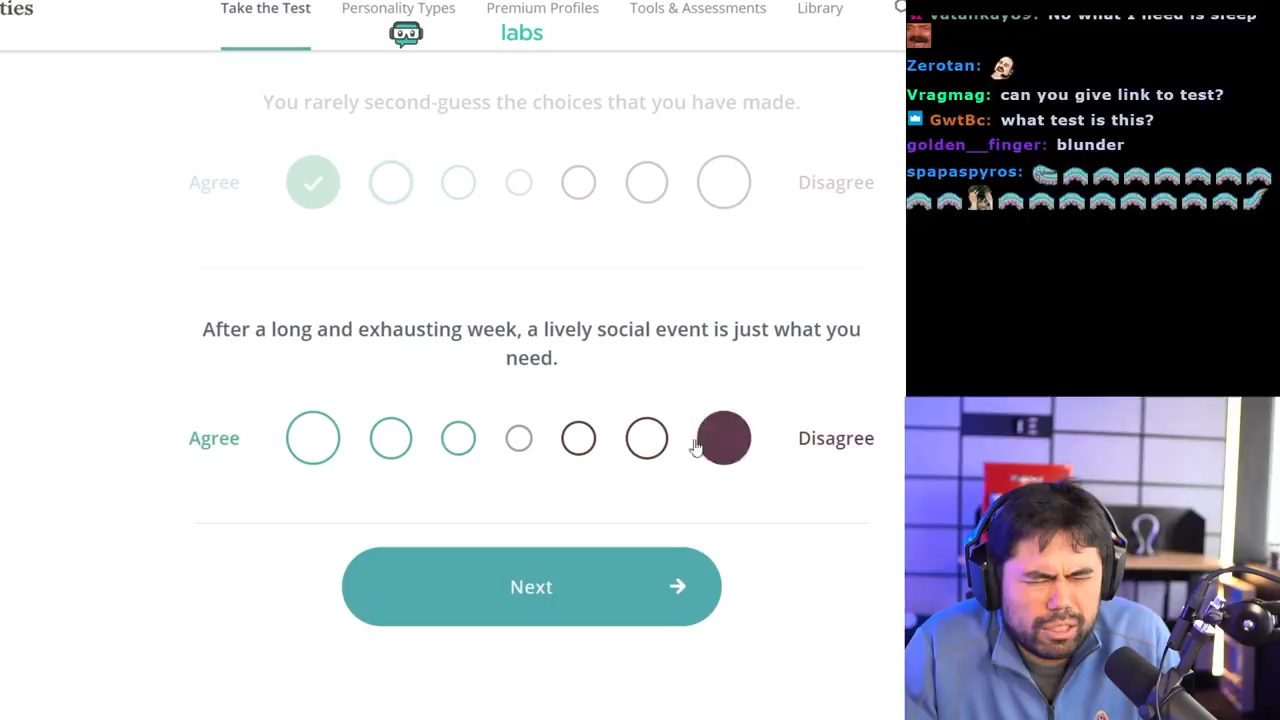 ties
Take the Test
Personality Types
Premium Profiles
Tools & Assessments
Library
labs
You rarely second-guess the choices that you have made.
Agree
Disagree
After a long and exhausting week, a lively social event is just what you
need.
Agree
Disagree
Next
vatankay89: No what I need is sleep
Zerotan:
Vragmag: can you give link to test?
GwtBc: what test is this?
golden__finger: blunder
spapaspyros: